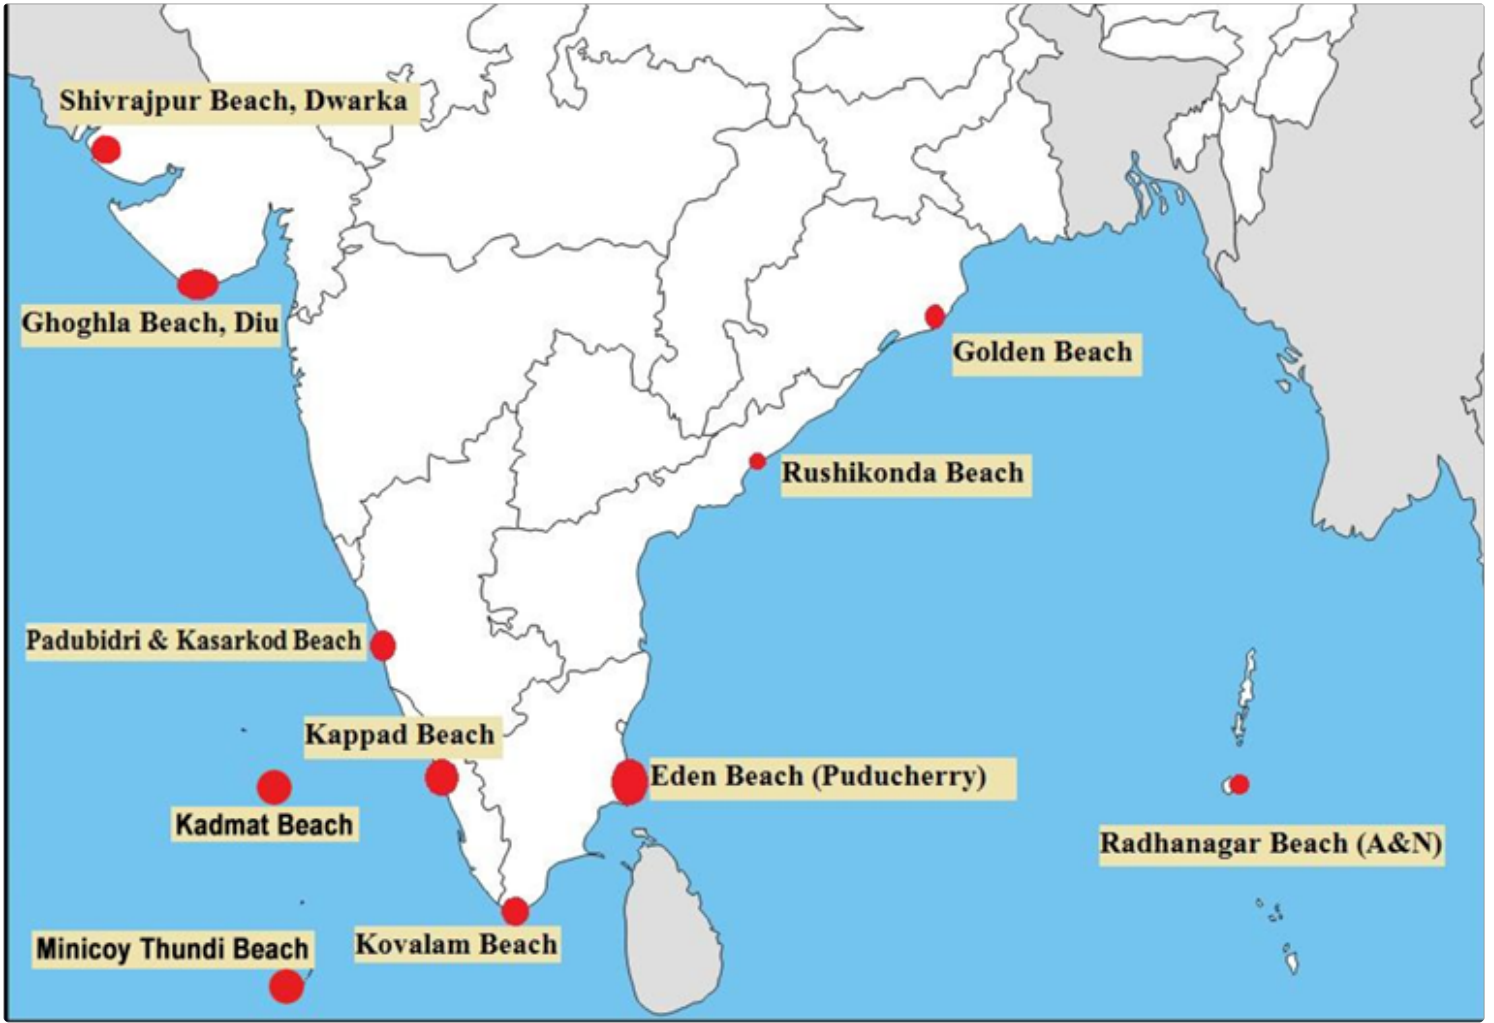 Shivrajpur Beach, Dwarka
Ghoghla Beach, Diu
Golden Beach
Rushikonda Beach
Padubidri & Kasarkod Beach
Kappad Beach
Eden Beach (Puducherry)
Kadmat Beach
Radhanagar Beach (A&N)
Minicoy Thundi Beach
Kovalam Beach